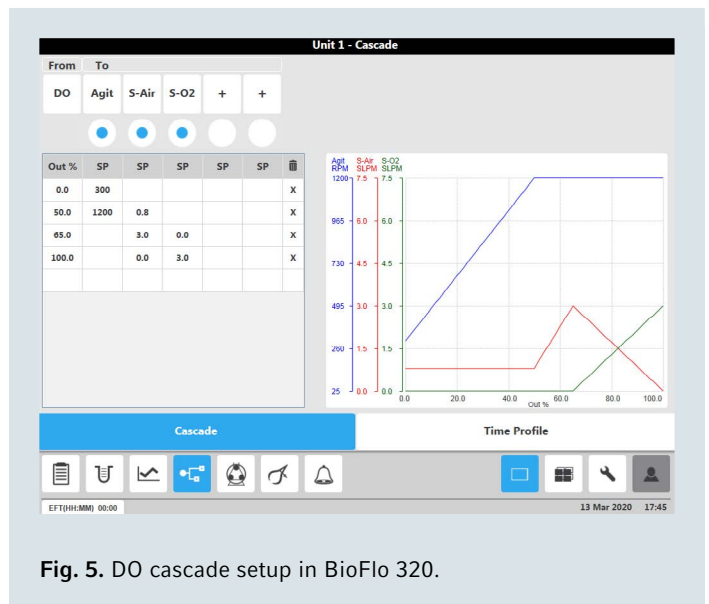 Unit 1 - Cascade
From To
DO Agit S-Air S-O2 + +
Out % SP SP SP SP SP
0.0 300 X
50.0 1200 0.8 X
65.0 3.0 0.0 X
100.0 0.0 3.0 X
Agit S-Air S-O2
RPM SLPM SLPM
1200 7.5 7.5
965 6.0 6.0
730 4.5 4.5
495 3.0 3.0
260 1.5 1.5
25 0.0 0.0
0.0 20.0 40.0 60.0 80.0 100.0
Out %
Cascade Time Profile
EFT(HH:MM) 00:00 13 Mar 2020 17:45
Fig. 5. DO cascade setup in BioFlo 320.